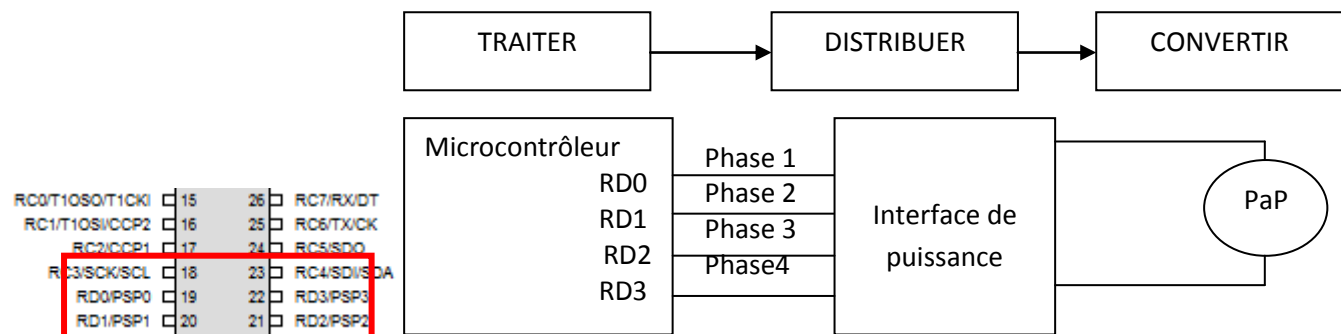 TRAITER
DISTRIBUER
CONVERTIR
Microcontrôleur
Phase 1
RD0
Phase 2
RD1
Phase 3
RD2
Phase4
RD3
Interface de
puissance
PaP
RC0/T1OSO/T1CKI 15 26 RC7/RX/DT
RC1/T1OSI/CCP2 16 25 RC6/TX/CK
RC2/CCP1 17 24 RC5/SDO
RC3/SCK/SCL 18 23 RC4/SDI/SDA
RD0/PSP0 19 22 RD3/PSP3
RD1/PSP1 20 21 RD2/PSP2